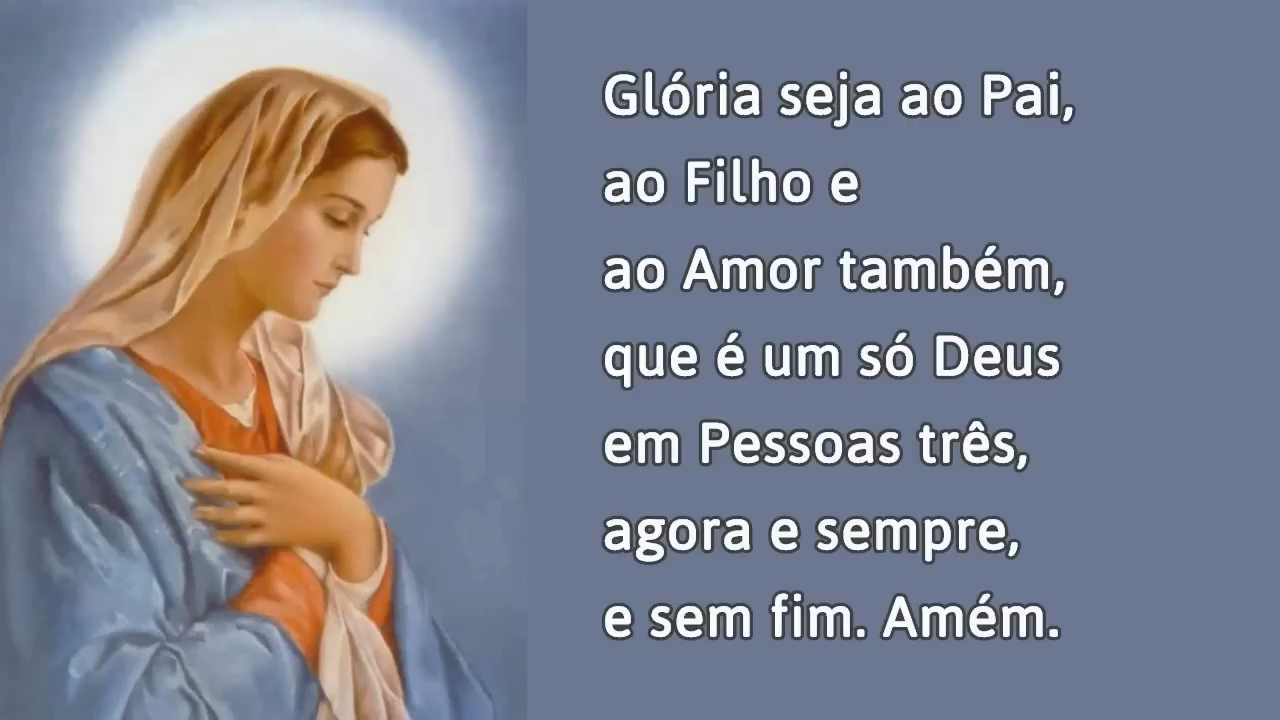 Glória seja ao Pai,
ao Filho e
ao Amor também,
que é um só Deus
em Pessoas três,
agora e sempre,
e sem fim. Amém.